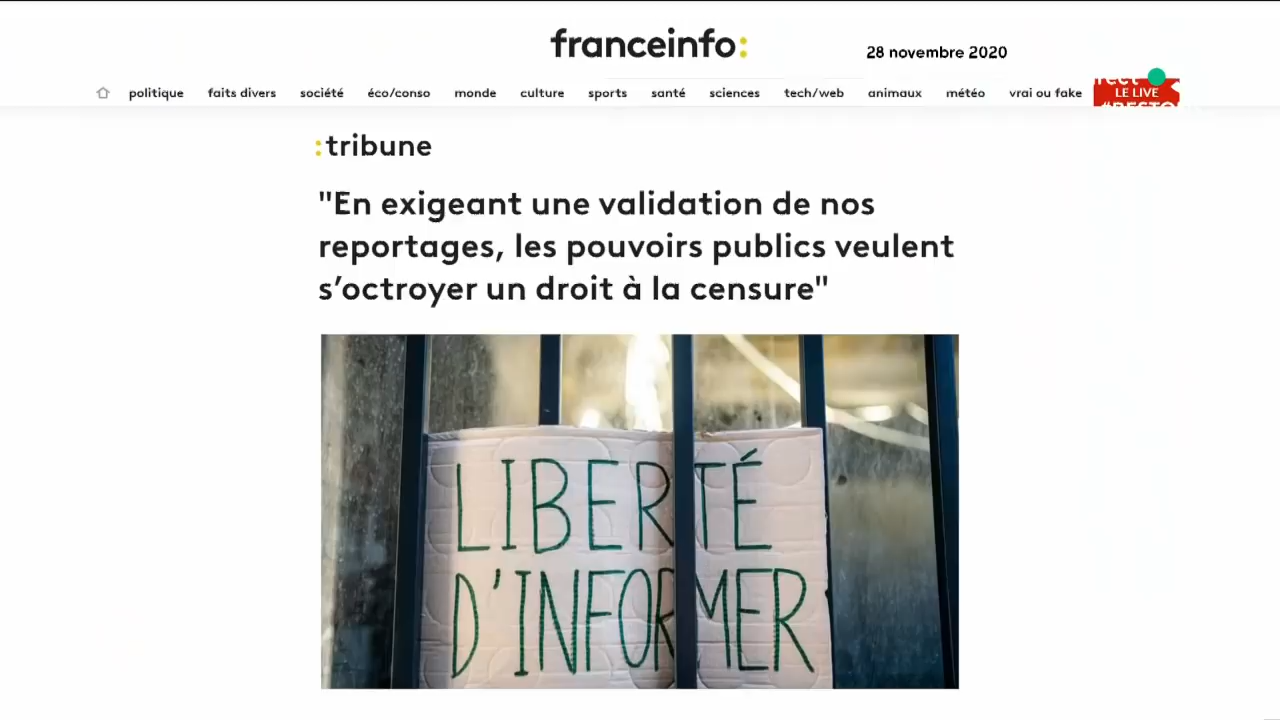 franceinfo:
28 novembre 2020
politique faits divers société éco/conso monde culture sports santé sciences tech/web animaux météo vrai ou fake
LE LIVE
:tribune
"En exigeant une validation de nos
reportages, les pouvoirs publics veulent
s’octroyer un droit à la censure"
LIBERTÉ
D'INFORMER